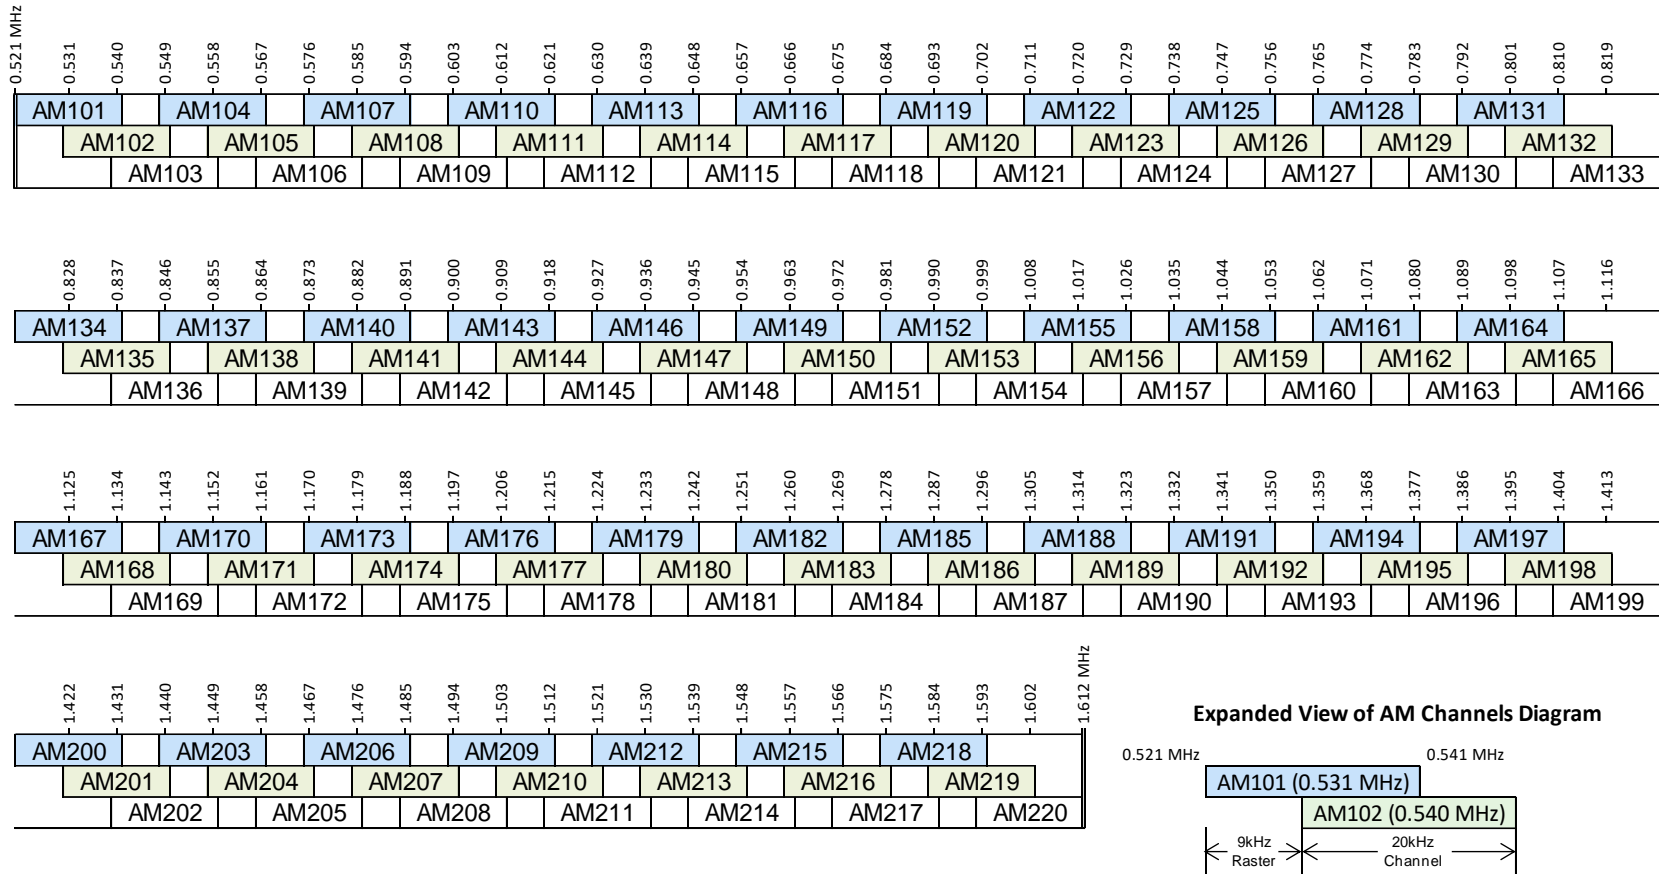 0.521 MHz 0.531 0.540 0.549 0.558 0.567 0.576 0.585 0.594 0.603 0.612 0.621 0.630 0.639 0.648 0.657 0.666 0.675 0.684 0.693 0.702 0.711 0.720 0.729 0.738 0.747 0.756 0.765 0.774 0.783 0.792 0.801 0.810 0.819
AM101 AM104 AM107 AM110 AM113 AM116 AM119 AM122 AM125 AM128 AM131
AM102 AM105 AM108 AM111 AM114 AM117 AM120 AM123 AM126 AM129 AM132
AM103 AM106 AM109 AM112 AM115 AM118 AM121 AM124 AM127 AM130 AM133
0.828 0.837 0.846 0.855 0.864 0.873 0.882 0.891 0.900 0.909 0.918 0.927 0.936 0.945 0.954 0.963 0.972 0.981 0.990 0.999 1.008 1.017 1.026 1.035 1.044 1.053 1.062 1.071 1.080 1.089 1.098 1.107 1.116
AM134 AM137 AM140 AM143 AM146 AM149 AM152 AM155 AM158 AM161 AM164
AM135 AM138 AM141 AM144 AM147 AM150 AM153 AM156 AM159 AM162 AM165
AM136 AM139 AM142 AM145 AM148 AM151 AM154 AM157 AM160 AM163 AM166
1.125 1.134 1.143 1.152 1.161 1.170 1.179 1.188 1.197 1.206 1.215 1.224 1.233 1.242 1.251 1.260 1.269 1.278 1.287 1.296 1.305 1.314 1.323 1.332 1.341 1.350 1.359 1.368 1.377 1.386 1.395 1.404 1.413
AM167 AM170 AM173 AM176 AM179 AM182 AM185 AM188 AM191 AM194 AM197
AM168 AM171 AM174 AM177 AM180 AM183 AM186 AM189 AM192 AM195 AM198
AM169 AM172 AM175 AM178 AM181 AM184 AM187 AM190 AM193 AM196 AM199
1.422 1.431 1.440 1.449 1.458 1.467 1.476 1.485 1.494 1.503 1.512 1.521 1.530 1.539 1.548 1.557 1.566 1.575 1.584 1.593 1.602 1.612 MHz
AM200 AM203 AM206 AM209 AM212 AM215 AM218
AM201 AM204 AM207 AM210 AM213 AM216 AM219
AM202 AM205 AM208 AM211 AM214 AM217 AM220
Expanded View of AM Channels Diagram
0.521 MHz 0.541 MHz
AM101 (0.531 MHz)
AM102 (0.540 MHz)
9kHz 20kHz
Raster Channel